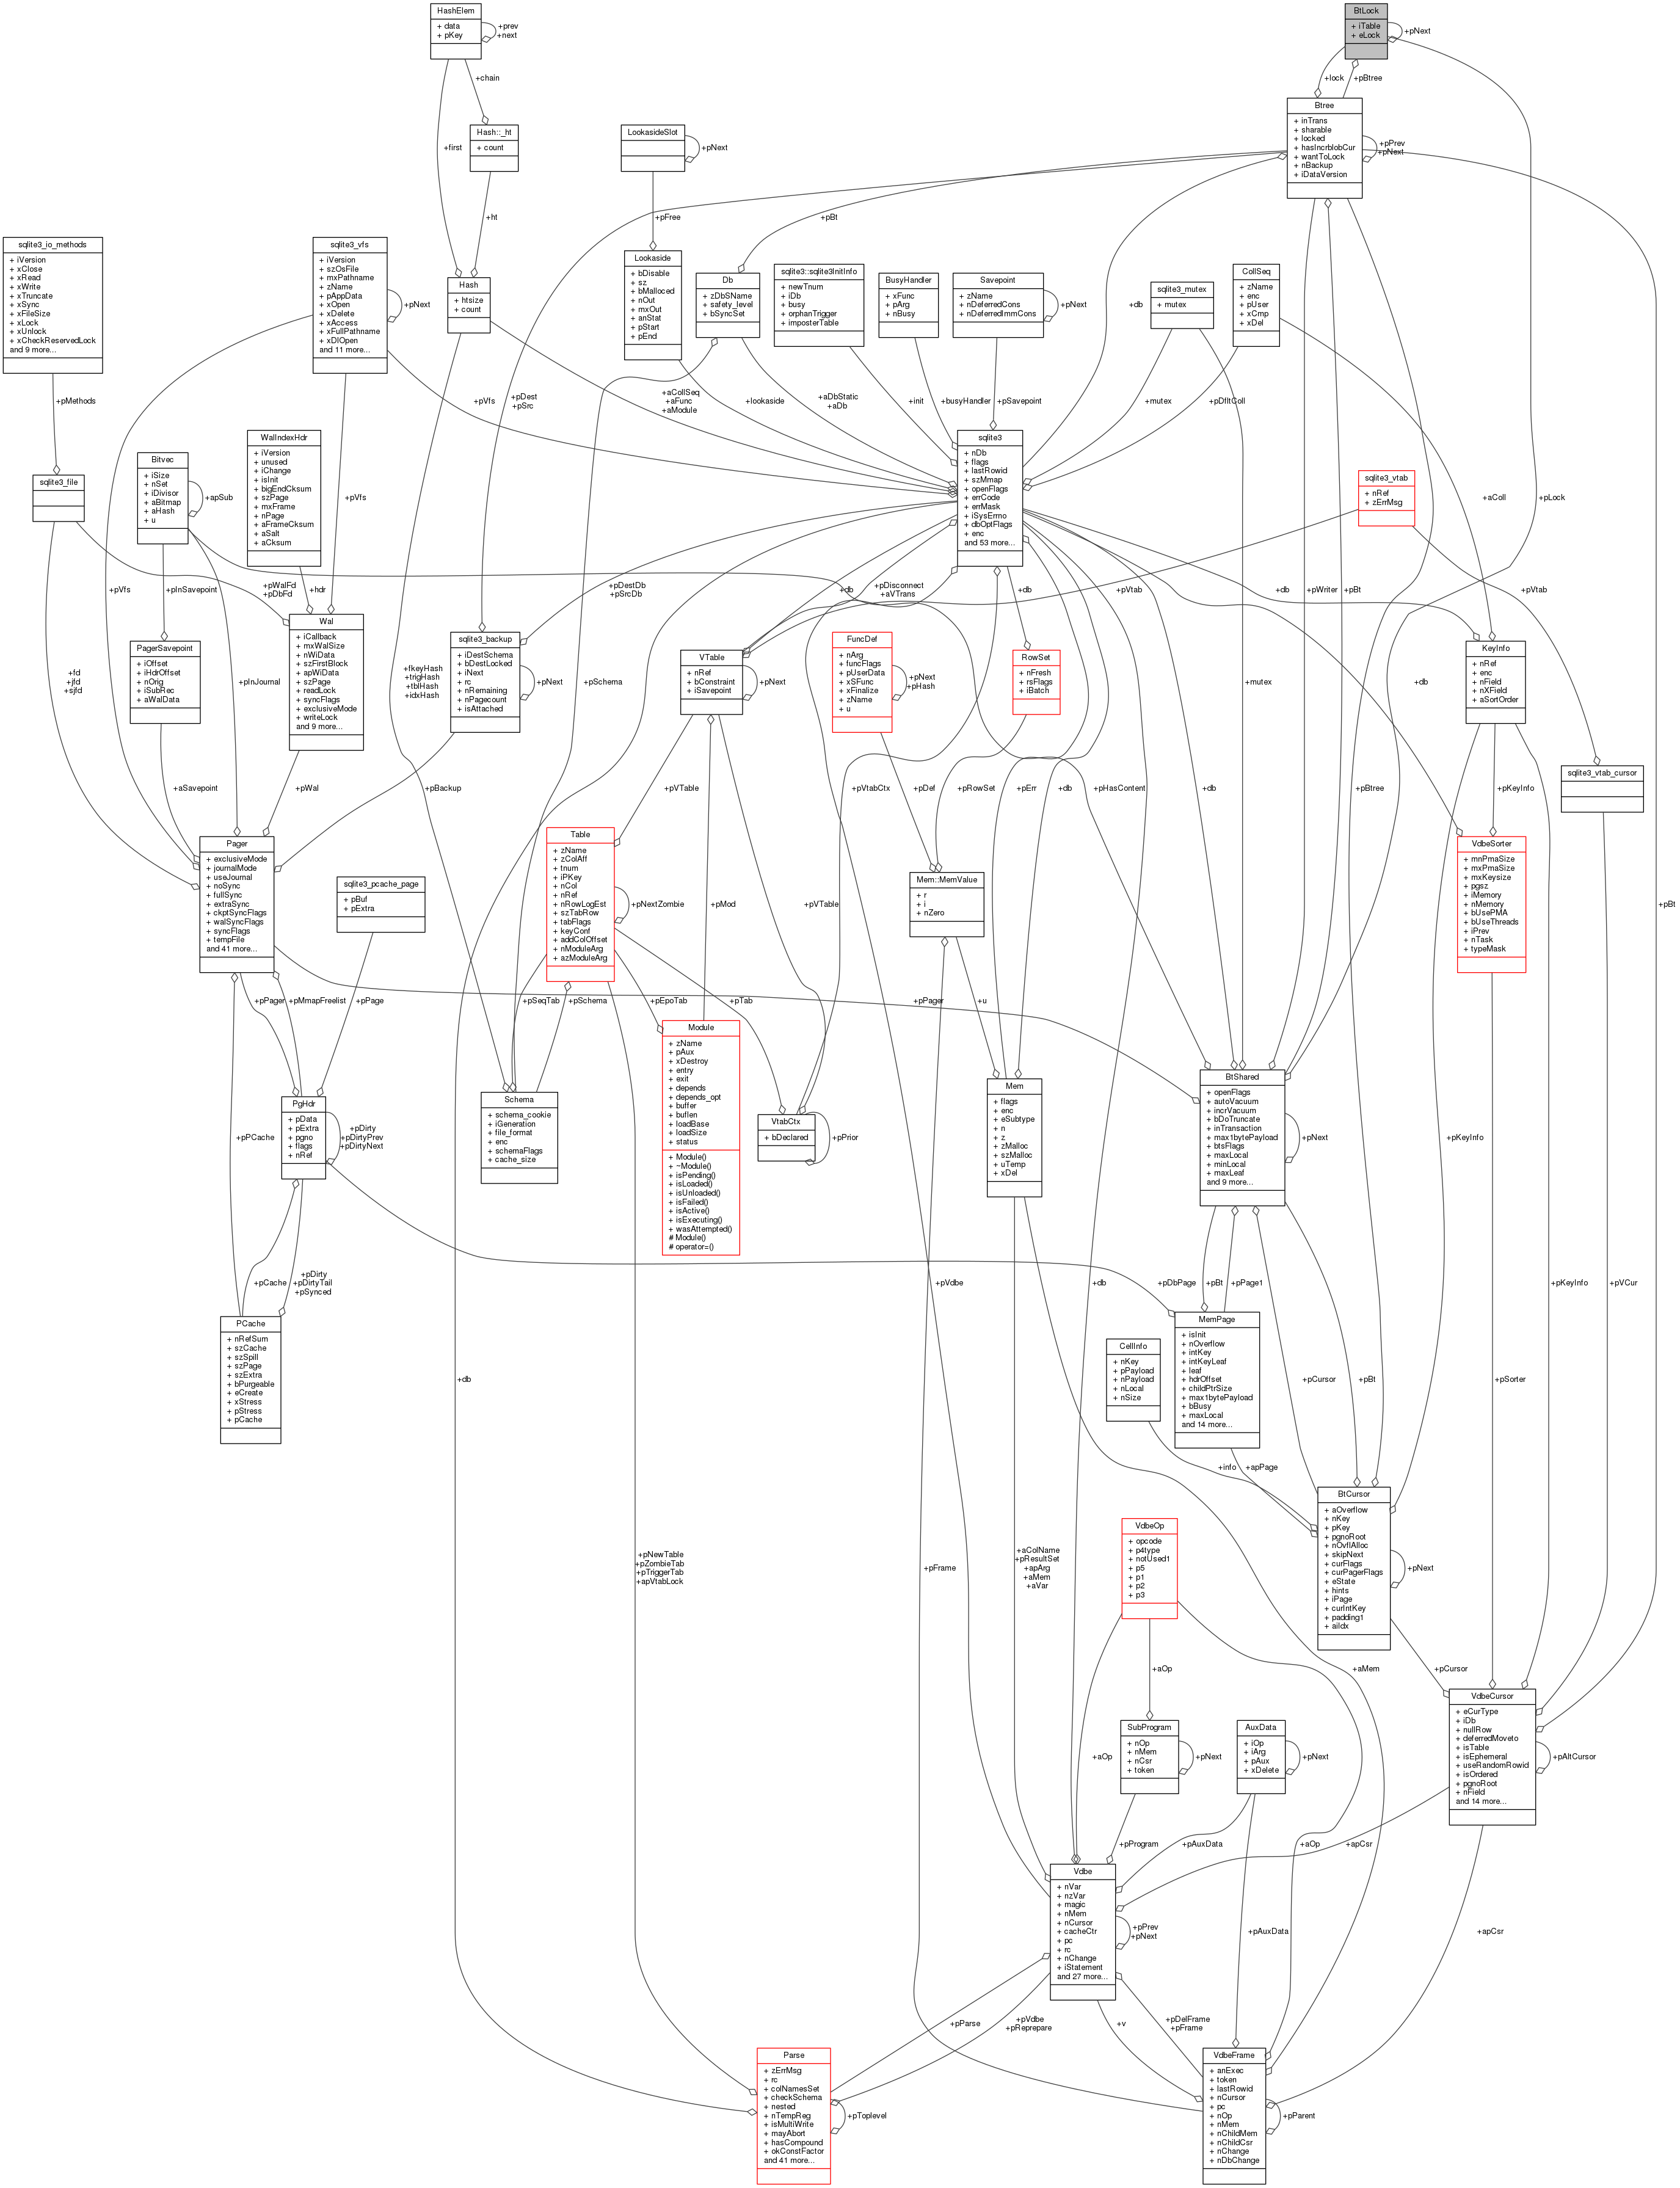 HashElem
+ data
+ pKey
+prev
+next
BtLock
+ iTable
+ eLock
+pNext
+chain
+lock
+pBtree
Hash::_ht
+ count
+first
LookasideSlot
+pNext
Btree
+ inTrans
+ sharable
+ locked
+ hasIncrblobCur
+ wantToLock
+ nBackup
+ iDataVersion
+pPrev
+pNext
+ht
+pFree
+pBt
sqlite3_io_methods
+ iVersion
+ xClose
+ xRead
+ xWrite
+ xTruncate
+ xSync
+ xFileSize
+ xLock
+ xUnlock
+ xCheckReservedLock
and 9 more...
sqlite3_vfs
+ iVersion
+ szOsFile
+ mxPathname
+ zName
+ pAppData
+ xOpen
+ xDelete
+ xAccess
+ xFullPathname
+ xDlOpen
and 11 more...
+pNext
Hash
+ htsize
+ count
Lookaside
+ bDisable
+ sz
+ bMalloced
+ nOut
+ mxOut
+ anStat
+ pStart
+ pEnd
Db
+ zDbSName
+ safety_level
+ bSyncSet
sqlite3::sqlite3InitInfo
+ newTnum
+ iDb
+ busy
+ orphanTrigger
+ imposterTable
BusyHandler
+ xFunc
+ pArg
+ nBusy
Savepoint
+ zName
+ nDeferredCons
+ nDeferredImmCons
+pNext
+db
sqlite3_mutex
+ mutex
CollSeq
+ zName
+ enc
+ pUser
+ xCmp
+ xDel
+pMethods
+pVfs
+pDest
+pSrc
+aCollSeq
+aFunc
+aModule
+lookaside
+aDbStatic
+aDb
+init
+busyHandler
+pSavepoint
+mutex
+pDfltColl
sqlite3_file
Bitvec
+ iSize
+ nSet
+ iDivisor
+ aBitmap
+ aHash
+ u
+apSub
WalIndexHdr
+ iVersion
+ unused
+ iChange
+ isInit
+ bigEndCksum
+ szPage
+ mxFrame
+ nPage
+ aFrameCksum
+ aSalt
+ aCksum
+pVfs
sqlite3
+ nDb
+ flags
+ lastRowid
+ szMmap
+ openFlags
+ errCode
+ errMask
+ iSysErrno
+ dbOptFlags
+ enc
and 53 more...
sqlite3_vtab
+ nRef
+ zErrMsg
+aColl
+pLock
+pVfs
+pInSavepoint
+pWalFd
+pDbFd
+hdr
+pDestDb
+pSrcDb
+db
+pDisconnect
+aVTrans
+db
+pVtab
+pWriter
+pBt
+db
+pVtab
PagerSavepoint
+ iOffset
+ iHdrOffset
+ nOrig
+ iSubRec
+ aWalData
Wal
+ iCallback
+ mxWalSize
+ nWiData
+ szFirstBlock
+ apWiData
+ szPage
+ readLock
+ syncFlags
+ exclusiveMode
+ writeLock
and 9 more...
sqlite3_backup
+ iDestSchema
+ bDestLocked
+ iNext
+ rc
+ nRemaining
+ nPagecount
+ isAttached
+pNext
VTable
+ nRef
+ bConstraint
+ iSavepoint
+pNext
FuncDef
+ nArg
+ funcFlags
+ pUserData
+ xSFunc
+ xFinalize
+ zName
+ u
+pNext
+pHash
RowSet
+ nFresh
+ rsFlags
+ iBatch
KeyInfo
+ nRef
+ enc
+ nField
+ nXField
+ aSortOrder
+fd
+jfd
+sjfd
+pInJournal
+fkeyHash
+trigHash
+tblHash
+idxHash
+pSchema
+mutex
+db
sqlite3_vtab_cursor
+aSavepoint
+pWal
+pBackup
+pVTable
+pDef
+pRowSet
+pErr
+pVtabCtx
+db
+pHasContent
+db
+pBtree
+pKeyInfo
Pager
+ exclusiveMode
+ journalMode
+ useJournal
+ noSync
+ fullSync
+ extraSync
+ ckptSyncFlags
+ walSyncFlags
+ syncFlags
+ tempFile
and 41 more...
sqlite3_pcache_page
+ pBuf
+ pExtra
Table
+ zName
+ zColAff
+ tnum
+ iPKey
+ nCol
+ nRef
+ nRowLogEst
+ szTabRow
+ tabFlags
+ keyConf
+ addColOffset
+ nModuleArg
+ azModuleArg
+pNextZombie
+pMod
+pVTable
Mem::MemValue
+ r
+ i
+ nZero
VdbeSorter
+ mnPmaSize
+ mxPmaSize
+ mxKeysize
+ pgsz
+ iMemory
+ nMemory
+ bUsePMA
+ bUseThreads
+ iPrev
+ nTask
+ typeMask
+pBt
+pPager
+pMmapFreelist
+pPage
+pSeqTab
+pSchema
+pEpoTab
+pTab
+u
+pPager
Module
+ zName
+ pAux
+ xDestroy
+ entry
+ exit
+ depends
+ depends_opt
+ buffer
+ buflen
+ loadBase
+ loadSize
+ status
+ Module()
+ ~Module()
+ isPending()
+ isLoaded()
+ isUnloaded()
+ isFailed()
+ isActive()
+ isExecuting()
+ wasAttempted()
# Module()
# operator=()
PgHdr
+ pData
+ pExtra
+ pgno
+ flags
+ nRef
+pDirty
+pDirtyPrev
+pDirtyNext
Schema
+ schema_cookie
+ iGeneration
+ file_format
+ enc
+ schemaFlags
+ cache_size
VtabCtx
+ bDeclared
+pPrior
Mem
+ flags
+ enc
+ eSubtype
+ n
+ z
+ zMalloc
+ szMalloc
+ uTemp
+ xDel
BtShared
+ openFlags
+ autoVacuum
+ incrVacuum
+ bDoTruncate
+ inTransaction
+ max1bytePayload
+ btsFlags
+ maxLocal
+ minLocal
+ maxLeaf
and 9 more...
+pNext
+pPCache
+pKeyInfo
+pCache
+pDirty
+pDirtyTail
+pSynced
+pVdbe
+db
+pDbPage
+pBt
+pPage1
+pKeyInfo
+pVCur
PCache
+ nRefSum
+ szCache
+ szSpill
+ szPage
+ szExtra
+ bPurgeable
+ eCreate
+ xStress
+ pStress
+ pCache
CellInfo
+ nKey
+ pPayload
+ nPayload
+ nLocal
+ nSize
MemPage
+ isInit
+ nOverflow
+ intKey
+ intKeyLeaf
+ leaf
+ hdrOffset
+ childPtrSize
+ max1bytePayload
+ bBusy
+ maxLocal
and 14 more...
+db
+pCursor
+pBt
+pSorter
+info
+apPage
BtCursor
+ aOverflow
+ nKey
+ pKey
+ pgnoRoot
+ nOvflAlloc
+ skipNext
+ curFlags
+ curPagerFlags
+ eState
+ hints
+ iPage
+ curIntKey
+ padding1
+ aiIdx
+pNext
+pNewTable
+pZombieTab
+pTriggerTab
+apVtabLock
+pFrame
+aColName
+pResultSet
+apArg
+aMem
+aVar
VdbeOp
+ opcode
+ p4type
+ notUsed1
+ p5
+ p1
+ p2
+ p3
+aOp
+aMem
+pCursor
VdbeCursor
+ eCurType
+ iDb
+ nullRow
+ deferredMoveto
+ isTable
+ isEphemeral
+ useRandomRowid
+ isOrdered
+ pgnoRoot
+ nField
and 14 more...
+pAltCursor
SubProgram
+ nOp
+ nMem
+ nCsr
+ token
+pNext
AuxData
+ iOp
+ iArg
+ pAux
+ xDelete
+pNext
+aOp
+pProgram
+pAuxData
+aOp
+apCsr
Vdbe
+ nVar
+ nzVar
+ magic
+ nMem
+ nCursor
+ cacheCtr
+ pc
+ rc
+ nChange
+ iStatement
and 27 more...
+pPrev
+pNext
+pAuxData
+apCsr
+pParse
+pVdbe
+pReprepare
+v
+pDelFrame
+pFrame
Parse
+ zErrMsg
+ rc
+ colNamesSet
+ checkSchema
+ nested
+ nTempReg
+ isMultiWrite
+ mayAbort
+ hasCompound
+ okConstFactor
and 41 more...
+pToplevel
VdbeFrame
+ anExec
+ token
+ lastRowid
+ nCursor
+ pc
+ nOp
+ nMem
+ nChildMem
+ nChildCsr
+ nChange
+ nDbChange
+pParent